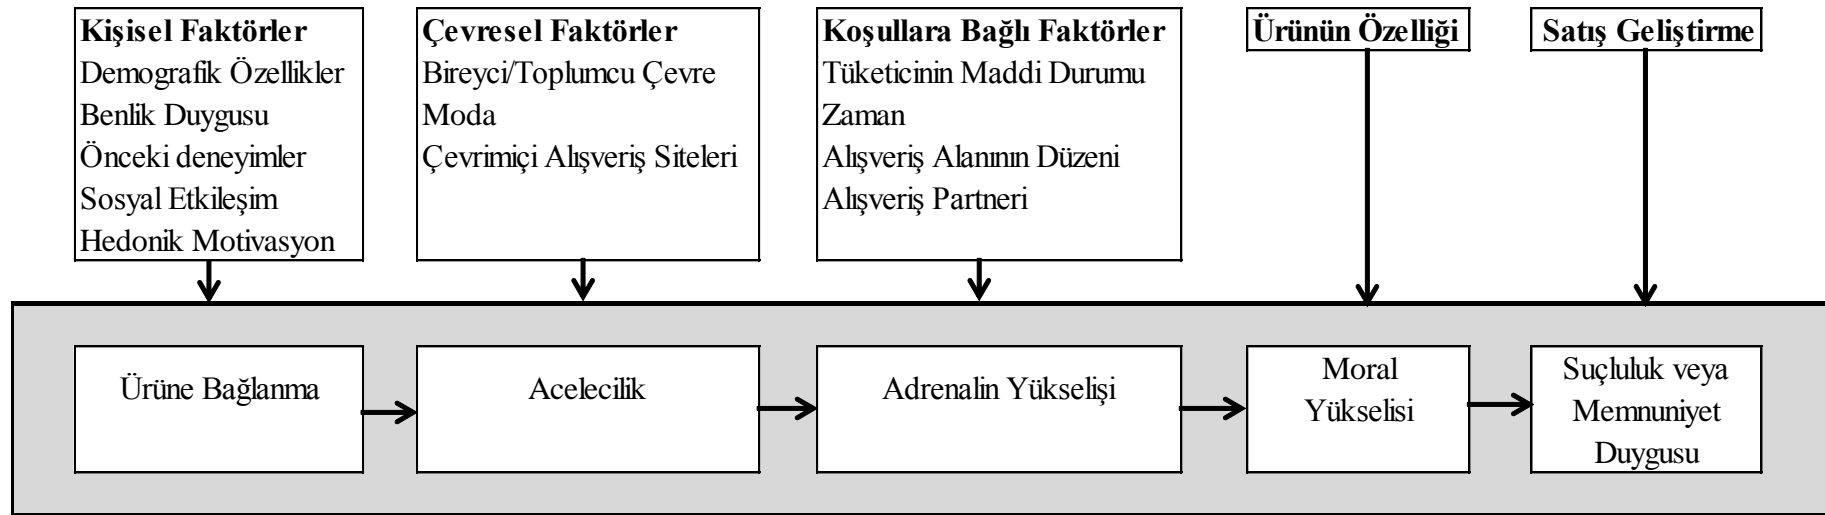 Kişisel Faktörler
Demografik Özellikler
Benlik Duygusu
Önceki deneyimler
Sosyal Etkileşim
Hedonik Motivasyon
Çevresel Faktörler
Bireyci/Toplumcu Çevre
Moda
Çevrimiçi Alışveriş Siteleri
Koşullara Bağlı Faktörler
Tüketicinin Maddi Durumu
Zaman
Alışveriş Alanının Düzeni
Alışveriş Partneri
Ürünün Özelliği
Satış Geliştirme
Ürüne Bağlanma
Acelecilik
Adrenalin Yükselişi
Moral
Yükselisi
Suçluluk veya
Memnuniyet
Duygusu